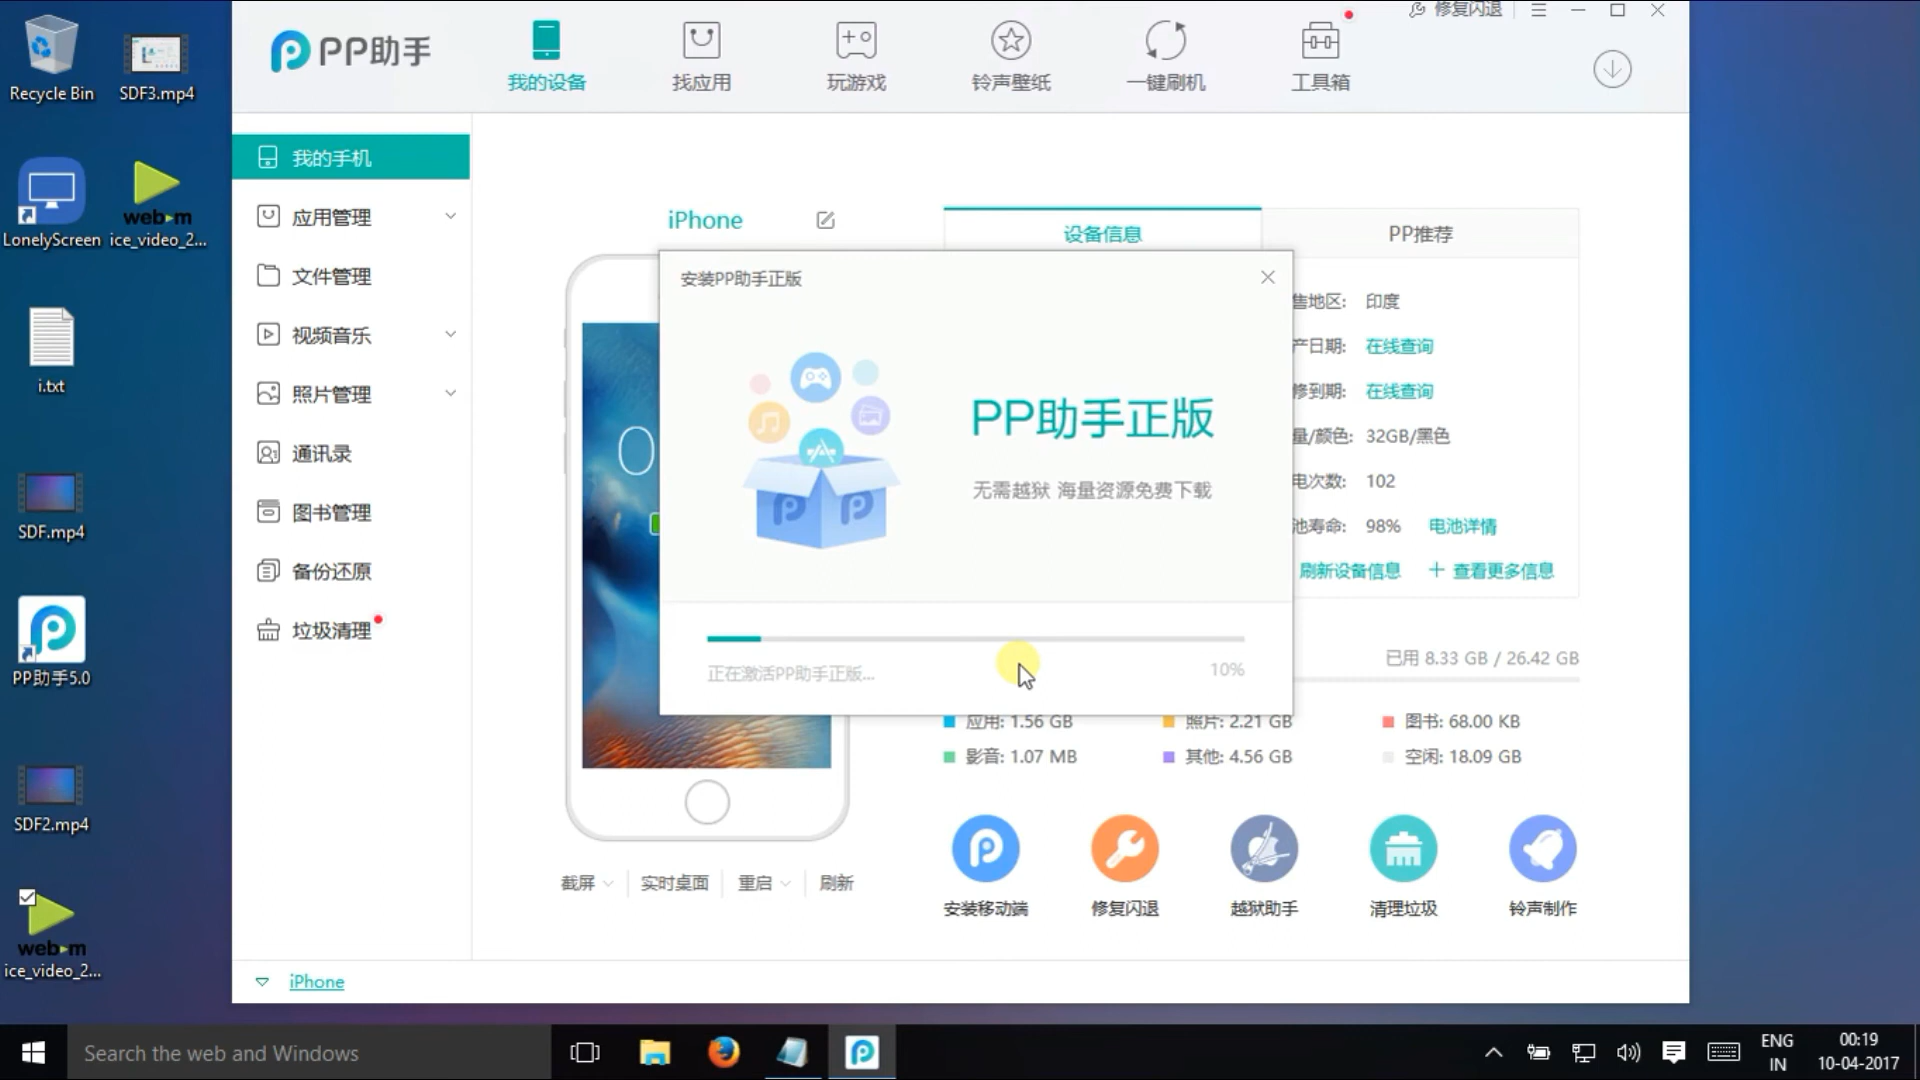 Recycle Bin
SDF3.mp4
LonelyScreen
web-m
ice_video_2...
i.txt
SDF.mp4
PP助手5.0
SDF2.mp4
web-m
ice_video_2...
PP助手
我的设备
找应用
玩游戏
铃声壁纸
一键刷机
工具箱
修复闪退
我的手机
应用管理
文件管理
视频音乐
照片管理
通讯录
图书管理
备份还原
垃圾清理
iPhone
设备信息
PP推荐
安装PP助手正版
PP助手正版
无需越狱 海量资源免费下载
正在激活PP助手正版...
10%
售地区: 印度
产日期: 在线查询
修到期: 在线查询
量/颜色: 32GB/黑色
电次数: 102
池寿命: 98% 电池详情
刷新设备信息 + 查看更多信息
已用 8.33 GB / 26.42 GB
应用: 1.56 GB
照片: 2.21 GB
图书: 68.00 KB
影音: 1.07 MB
其他: 4.56 GB
空闲: 18.09 GB
截屏
实时桌面
重启
刷新
安装移动端
修复闪退
越狱助手
清理垃圾
铃声制作
iPhone
Search the web and Windows
ENG
IN
00:19
10-04-2017